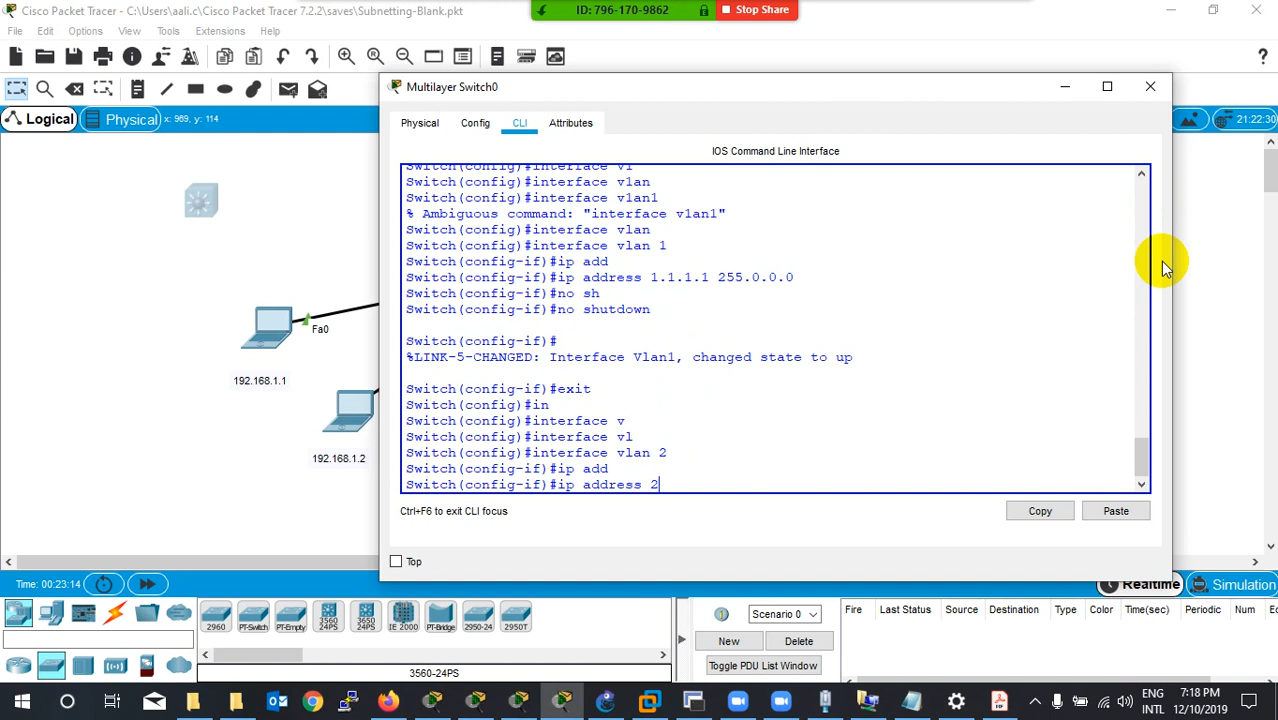 Cisco Packet Tracer - C:\Users\aali.c\Cisco Packet Tracer 7.2.2\saves\Subnetting-Blank.pkt
ID: 796-170-9862
Stop Share
File Edit Options View Tools Extensions Help
Logical
Physical
x: 969, y: 114
21:22:30
Multilayer Switch0
Physical
Config
CLI
Attributes
IOS Command Line Interface
Switch(config)#interface vl
Switch(config)#interface v1an
Switch(config)#interface v1an1
% Ambiguous command: "interface v1an1"
Switch(config)#interface vlan
Switch(config)#interface vlan 1
Switch(config-if)#ip add
Switch(config-if)#ip address 1.1.1.1 255.0.0.0
Switch(config-if)#no sh
Switch(config-if)#no shutdown
Switch(config-if)#
%LINK-5-CHANGED: Interface Vlan1, changed state to up
Switch(config-if)#exit
Switch(config)#in
Switch(config)#interface v
Switch(config)#interface vl
Switch(config)#interface vlan 2
Switch(config-if)#ip add
Switch(config-if)#ip address 2
Ctrl+F6 to exit CLI focus
Copy
Paste
Top
Fa0
192.168.1.1
192.168.1.2
Time: 00:23:14
Realtime
Simulation
2960
PT-Switch
PT-Empty
3560 24PS
3650 24PS
IE 2000
PT-Bridge
2950-24
2950T
3560-24PS
Scenario 0
New
Delete
Toggle PDU List Window
Fire Last Status Source Destination Type Color Time(sec) Periodic Num
ENG
INTL
7:18 PM
12/10/2019